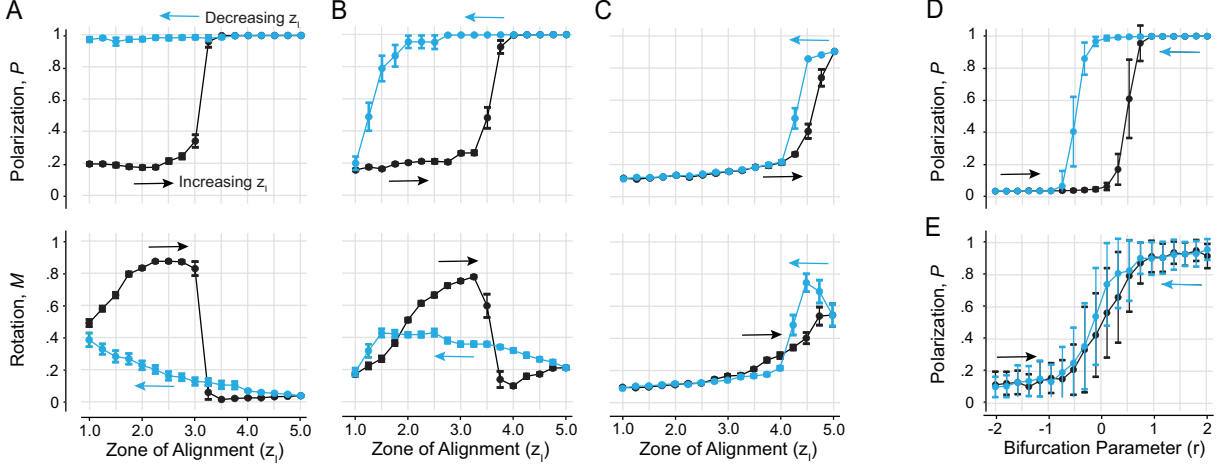 A
B
C
D
Decreasing z_l
Increasing z_l
Polarization, P
1
.8
.6
.4
.2
0
Polarization, P
1
.8
.6
.4
.2
0
E
Rotation, M
1
.8
.6
.4
.2
0
Polarization, P
1
.8
.6
.4
.2
0
1.0 2.0 3.0 4.0 5.0
1.0 2.0 3.0 4.0 5.0
1.0 2.0 3.0 4.0 5.0
-2 -1 0 1 2
Zone of Alignment (z_l)
Zone of Alignment (z_l)
Zone of Alignment (z_l)
Bifurcation Parameter (r)